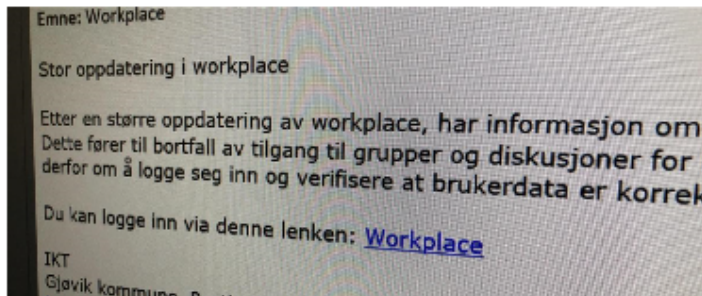 Emne: Workplace
Stor oppdatering i workplace
Etter en større oppdatering av workplace, har informasjon om
Dette fører til bortfall av tilgang til grupper og diskusjoner for
derfor om å logge seg inn og verifisere at brukerdata er korrek
Du kan logge inn via denne lenken: Workplace
IKT
Gjøvik kommune